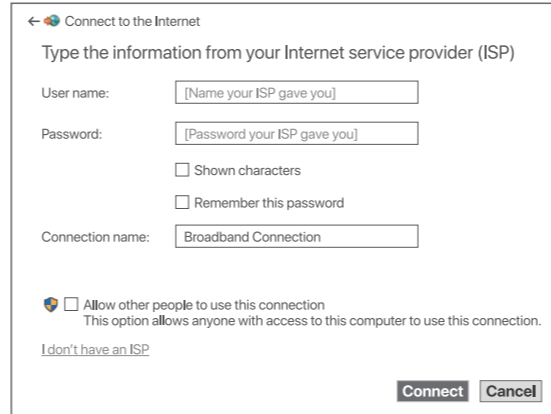 Connect to the Internet
Type the information from your Internet service provider (ISP)
User name: [Name your ISP gave you]
Password: [Password your ISP gave you]
Shown characters
Remember this password
Connection name: Broadband Connection
Allow other people to use this connection
This option allows anyone with access to this computer to use this connection.
I don't have an ISP
Connect Cancel